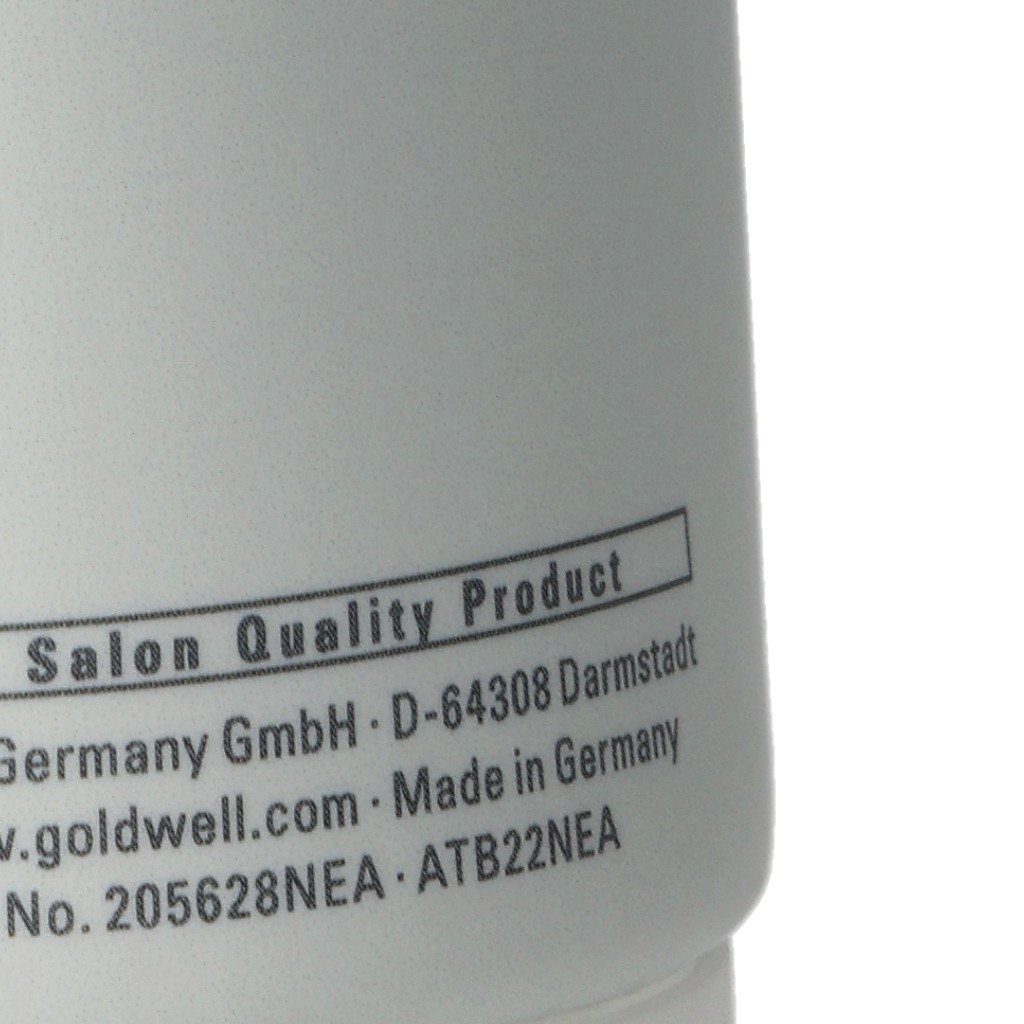 Salon Quality Product
Germany GmbH · D-64308 Darmstadt
.goldwell.com · Made in Germany
No. 205628NEA · ATB22NEA